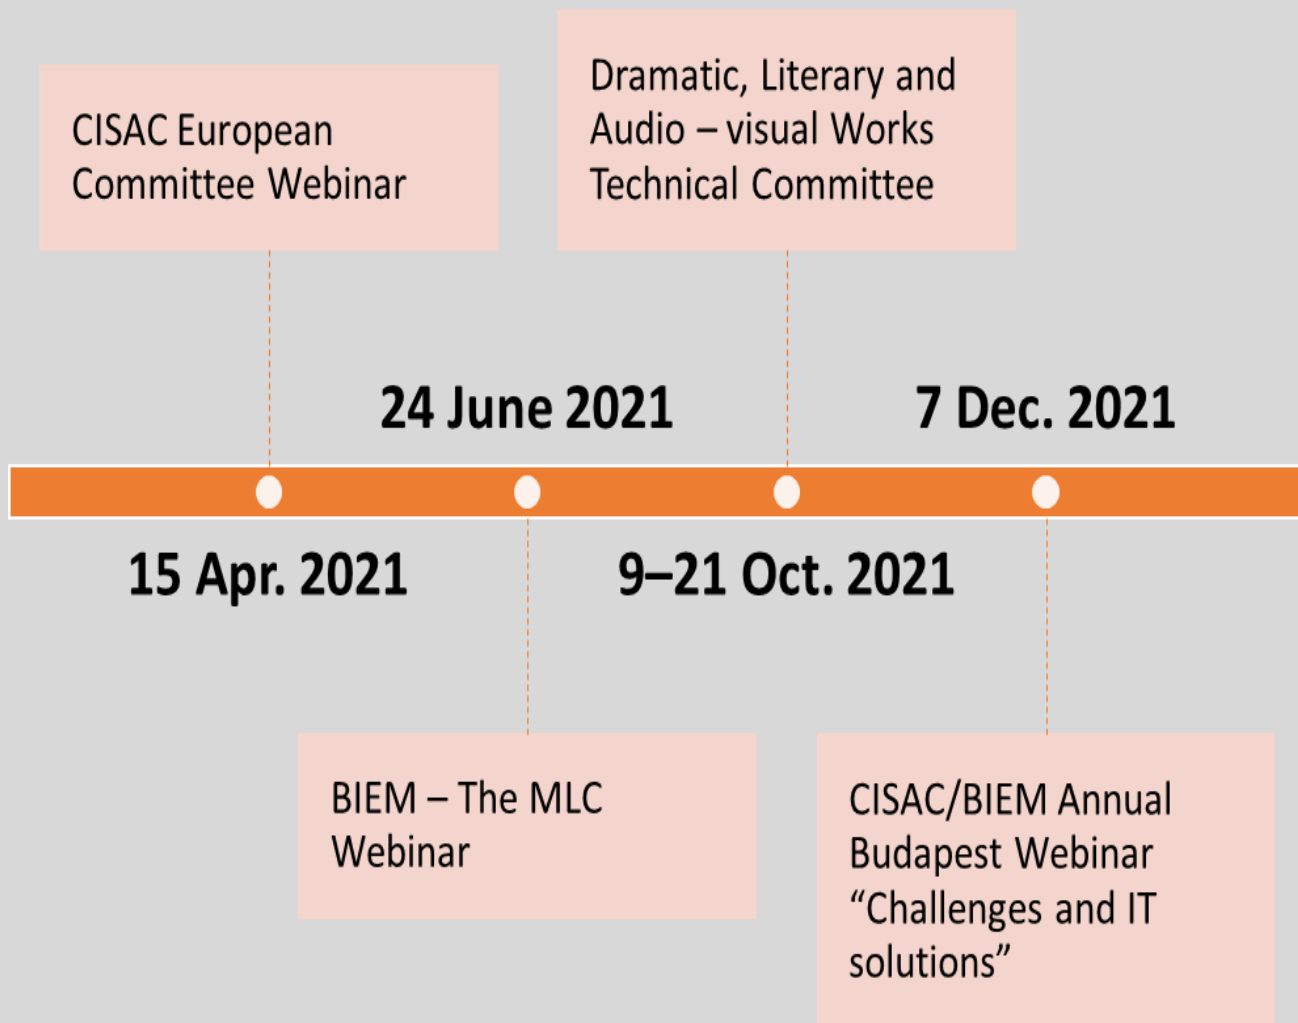 CISAC European
Committee Webinar
Dramatic, Literary and
Audio – visual Works
Technical Committee
24 June 2021
7 Dec. 2021
15 Apr. 2021
9–21 Oct. 2021
BIEM – The MLC
Webinar
CISAC/BIEM Annual
Budapest Webinar
“Challenges and IT
solutions”